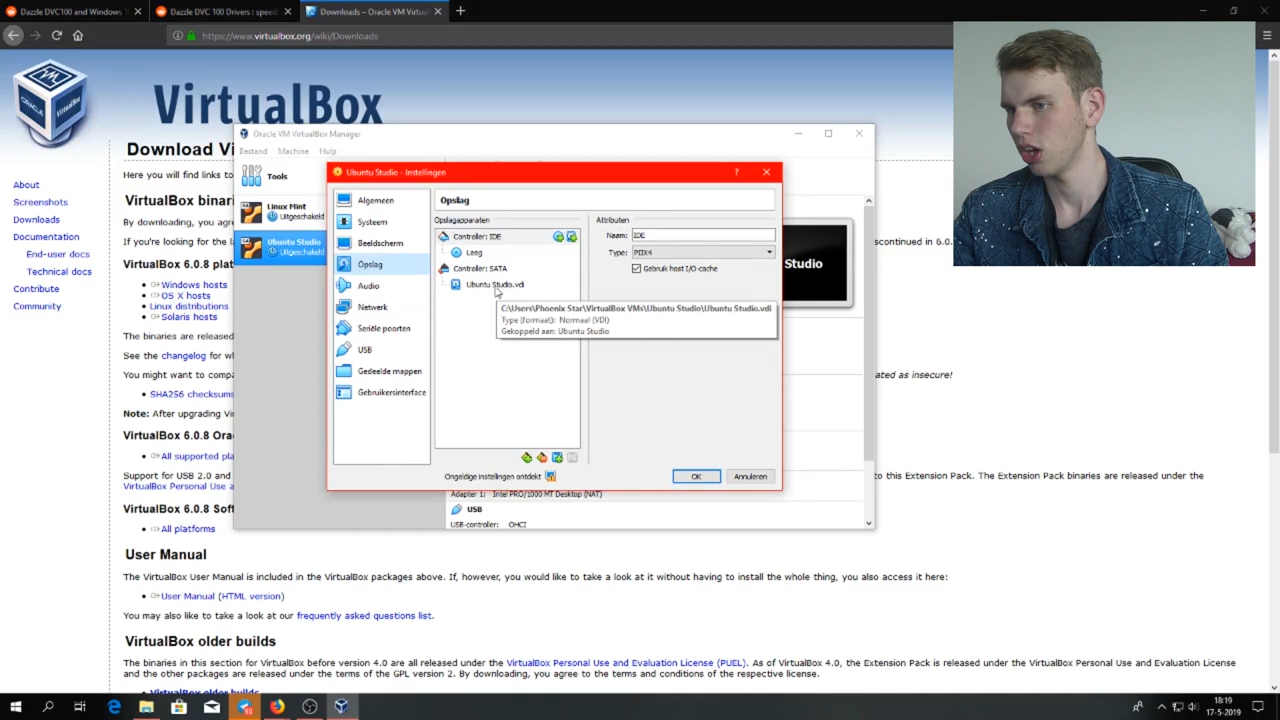 Dazzle DVC100 and Windows 1
Dazzle DVC 100 Drivers : speed
Downloads – Oracle VM Virtual
https://www.virtualbox.org/wiki/Downloads
VirtualBox
Download Vi
Here you will find links to
VirtualBox binari
By downloading, you agree
If you're looking for the la
iscontinued in 6.0.
VirtualBox 6.0.8 plat
Windows hosts
OS X hosts
Linux distributions
Solaris hosts
The binaries are released
See the changelog for wh
You might want to compa
ated as insecure!
SHA256 checksums
Note: After upgrading Vir
VirtualBox 6.0.8 Orac
All supported pla
Support for USB 2.0 and
e to this Extension Pack. The Extension Pack binaries are released under the
VirtualBox Personal Use a
VirtualBox 6.0.8 Soft
All platforms
User Manual
The VirtualBox User Manual is included in the VirtualBox packages above. If, however, you would like to take a look at it without having to install the whole thing, you also access it here:
User Manual (HTML version)
You may also like to take a look at our frequently asked questions list.
VirtualBox older builds
The binaries in this section for VirtualBox before version 4.0 are all released under the VirtualBox Personal Use and Evaluation License (PUEL). As of VirtualBox 4.0, the Extension Pack is released under the VirtualBox Personal Use and Evaluation License
and the other packages are released under the terms of the GPL version 2. By downloading, you agree to the terms and conditions of the respective license.
VirtualBox older builds
About
Screenshots
Downloads
Documentation
End-user docs
Technical docs
Contribute
Community
Oracle VM VirtualBox Manager
Bestand Machine Hulp
Tools
Linux Mint
Uitgeschakeld
Ubuntu Studio
Uitgeschakeld
Studio
Adapter 1: Intel PRO/1000 MT Desktop (NAT)
USB
USB-controller: OHCI
Ubuntu Studio - Instellingen
?
Algemeen
Systeem
Beeldscherm
Opslag
Audio
Netwerk
Seriële poorten
USB
Gedeelde mappen
Gebruikersinterface
Opslag
Opslagapparaten
Controller: IDE
Leeg
Controller: SATA
Ubuntu Studio.vdi
Attributen
Naam: IDE
Type: PIIX4
Gebruik host I/O-cache
C:\Users\Phoenix Star\VirtualBox VMs\Ubuntu Studio\Ubuntu Studio.vdi
Type (formaat): Normaal (VDI)
Gekoppeld aan: Ubuntu Studio
Ongeldige instellingen ontdekt
OK Annuleren
18:19
17-5-2019